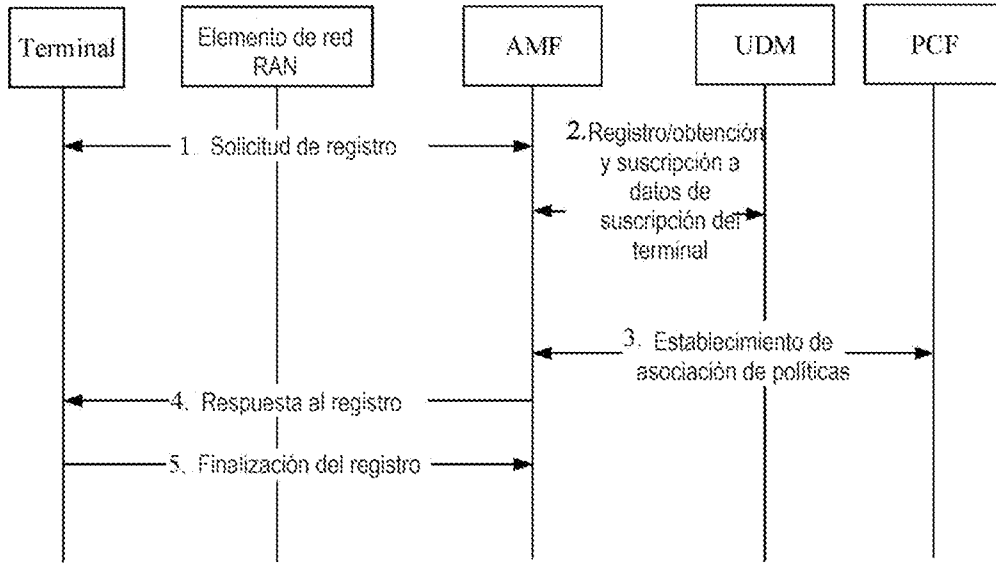 Terminal
Elemento de red
RAN
AMF
UDM
PCF
1. Solicitud de registro
2. Registro/obtención
y suscripción a
datos de
suscripción del
terminal
3. Establecimiento de
asociación de políticas
4. Respuesta al registro
5. Finalización del registro